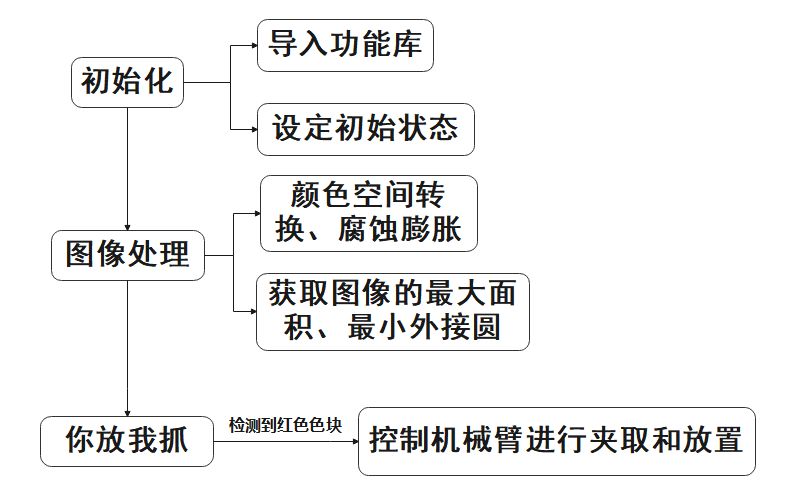 导入功能库
初始化
设定初始状态
颜色空间转
换、腐蚀膨胀
图像处理
获取图像的最大面
积、最小外接圆
你放我抓
检测到红色色块
控制机械臂进行夹取和放置